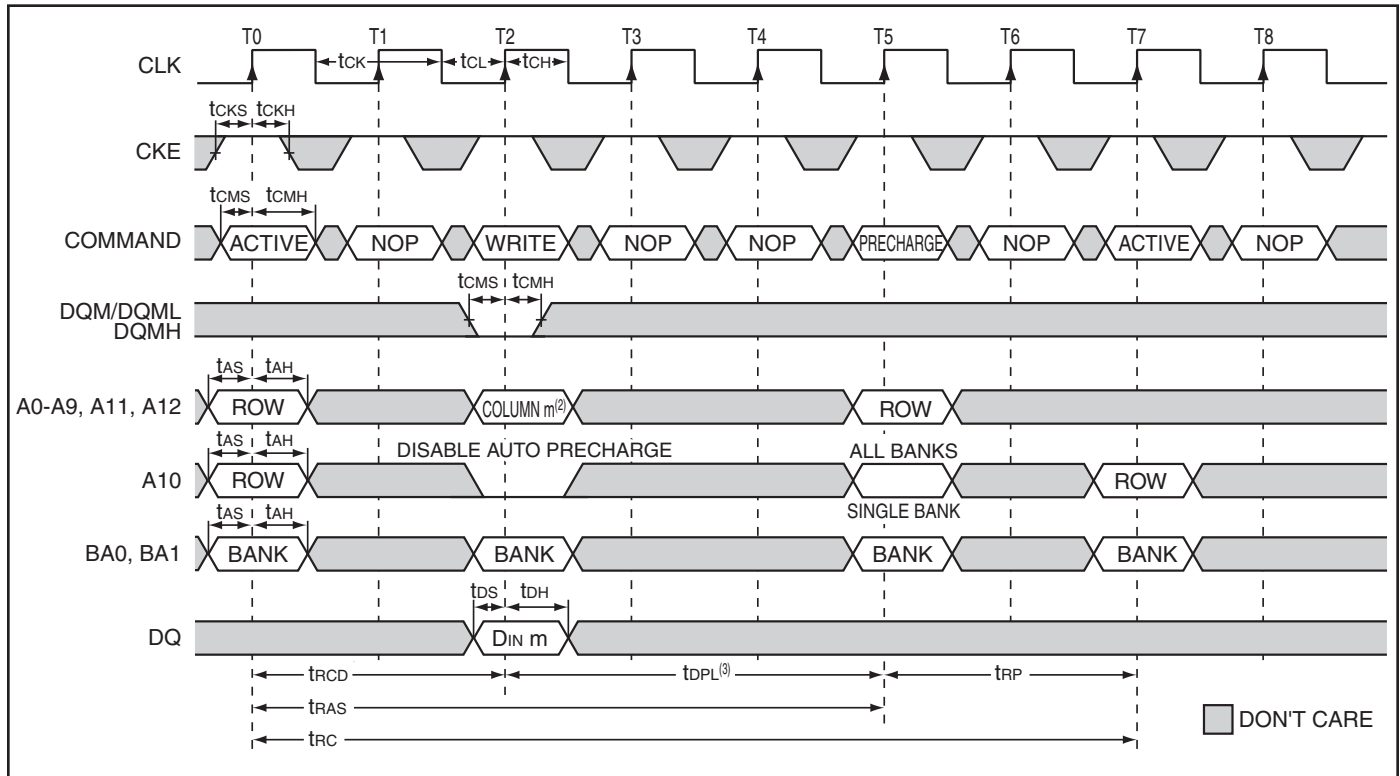 T0 T1 T2 T3 T4 T5 T6 T7 T8
CLK
tCK tCL tCH
tCKS tCKH
CKE
tCMS tCMH
COMMAND ACTIVE NOP WRITE NOP NOP PRECHARGE NOP ACTIVE NOP
tCMS tCMH
DQM/DQML
DQMH
tAS tAH
A0-A9, A11, A12 ROW COLUMN m(2) ROW
tAS tAH DISABLE AUTO PRECHARGE ALL BANKS
A10 ROW ROW
tAS tAH SINGLE BANK
BA0, BA1 BANK BANK BANK BANK
tDS tDH
DQ DIN m
tRCD tDPL(3) tRP
tRAS
tRC
DON'T CARE